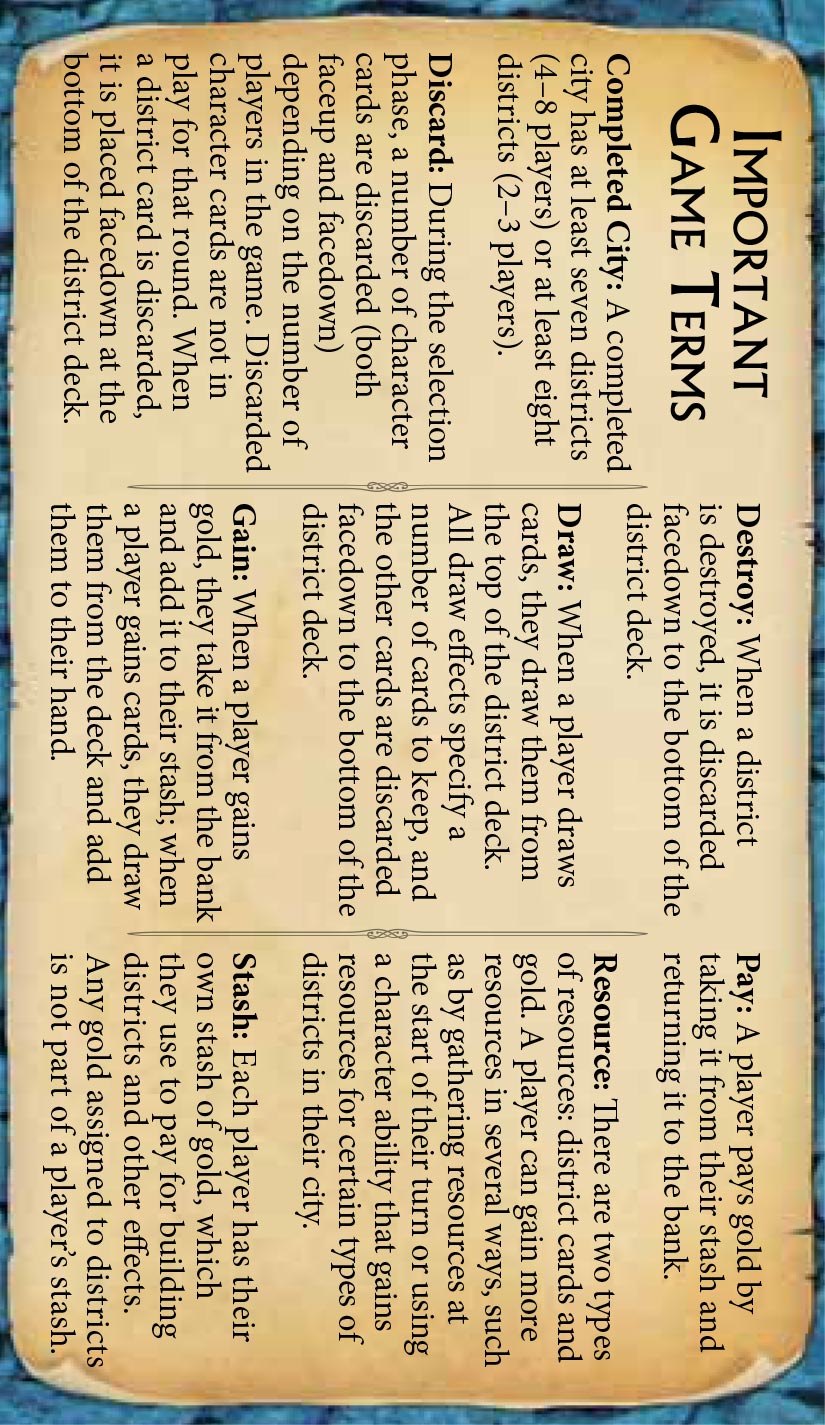 IMPORTANT
GAME TERMS
Completed City: A completed
city has at least seven districts
(4–8 players) or at least eight
districts (2–3 players).
Discard: During the selection
phase, a number of character
cards are discarded (both
faceup and facedown)
depending on the number of
players in the game. Discarded
character cards are not in
play for that round. When
a district card is discarded,
it is placed facedown at the
bottom of the district deck.
Destroy: When a district
is destroyed, it is discarded
facedown to the bottom of the
district deck.
Draw: When a player draws
cards, they draw them from
the top of the district deck.
All draw effects specify a
number of cards to keep, and
the other cards are discarded
facedown to the bottom of the
district deck.
Gain: When a player gains
gold, they take it from the bank
and add it to their stash; when
a player gains cards, they draw
them from the deck and add
them to their hand.
Pay: A player pays gold by
taking it from their stash and
returning it to the bank.
Resource: There are two types
of resources: district cards and
gold. A player can gain more
resources in several ways, such
as by gathering resources at
the start of their turn or using
a character ability that gains
resources for certain types of
districts in their city.
Stash: Each player has their
own stash of gold, which
they use to pay for building
districts and other effects.
Any gold assigned to districts
is not part of a player's stash.